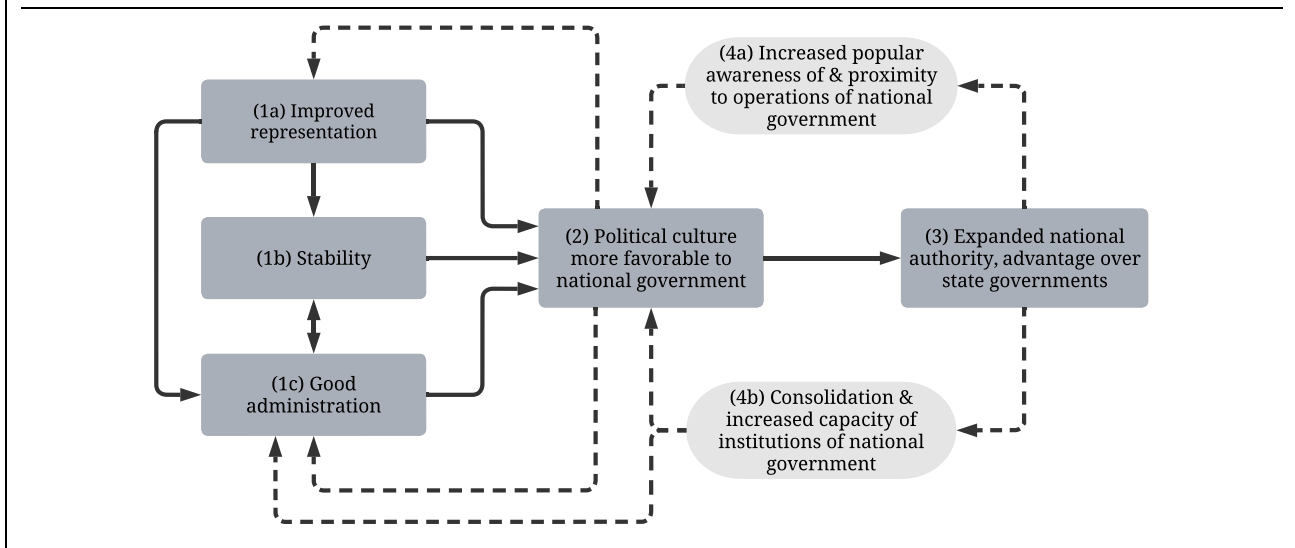 (1a) Improved
representation
(1b) Stability
(1c) Good
administration
(2) Political culture
more favorable to
national government
(3) Expanded national
authority, advantage over
state governments
(4a) Increased popular
awareness of & proximity
to operations of national
government
(4b) Consolidation &
increased capacity of
institutions of national
government